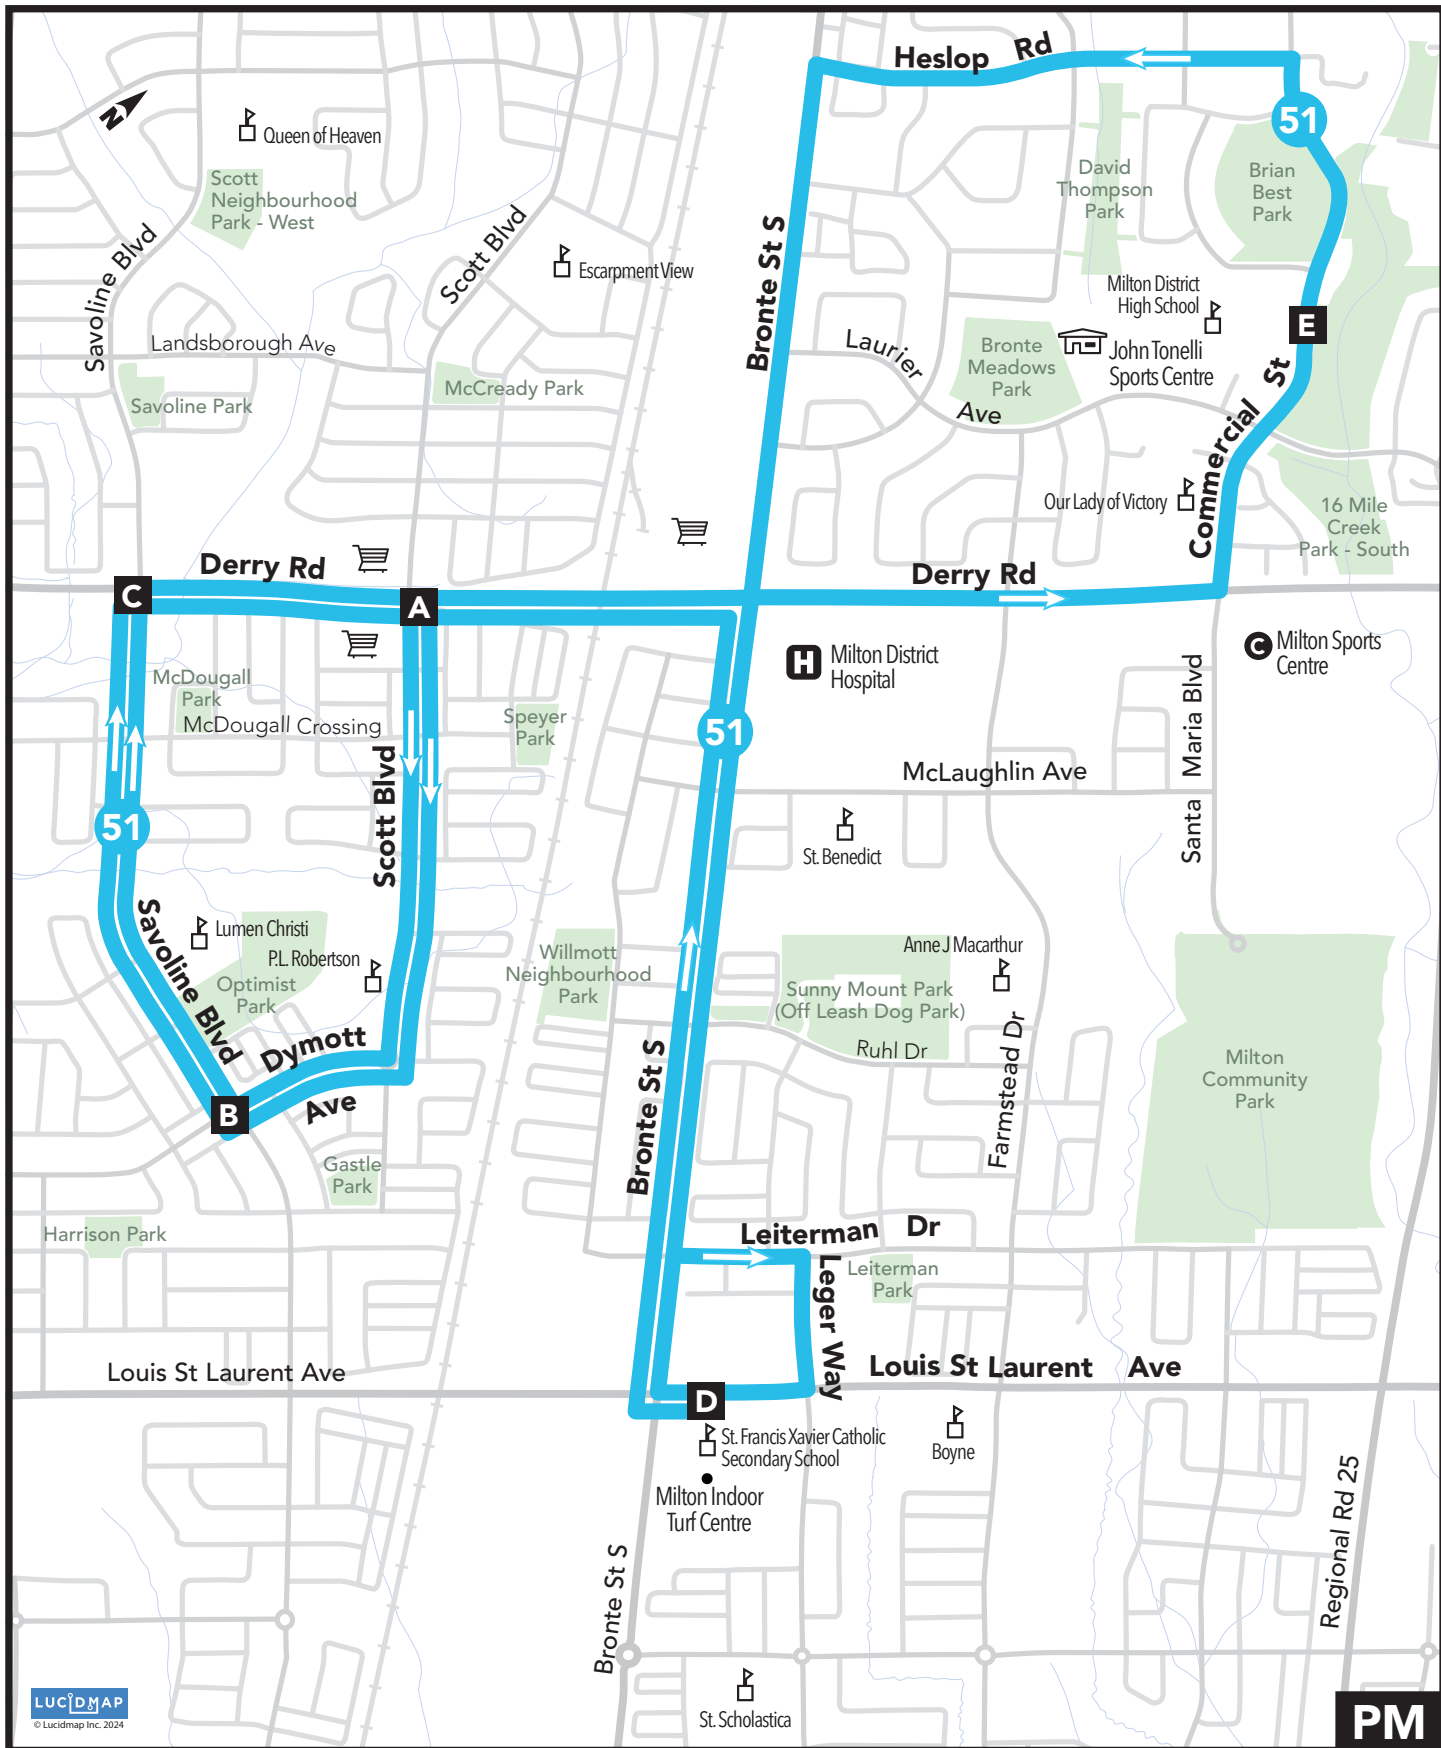 Heslop Rd
N
Queen of Heaven
51
Scott
Neighbourhood
Park - West
David
Thompson
Park
Brian
Best
Park
Savoline Blvd
Scott Blvd
Escarpment View
Bronte St S
Milton District
High School
E
Landsborough Ave
Laurier
Ave
Bronte
Meadows
Park
John Tonelli
Sports Centre
McCready Park
Savoline Park
Commercial St
Our Lady of Victory
16 Mile
Creek
Park - South
Derry Rd
Derry Rd
C
A
Milton District
Hospital
H
C
Milton Sports
Centre
McDougall
Park
McDougall Crossing
Speyer
Park
51
Santa Maria Blvd
McLaughlin Ave
Scott Blvd
51
St. Benedict
Savoline Blvd
Lumen Christi
P.L. Robertson
Optimist
Park
Willmott
Neighbourhood
Park
Anne J Macarthur
Sunny Mount Park
(Off Leash Dog Park)
Ruhl Dr
Farmstead Dr
Dymott
Ave
B
Bronte St S
Milton
Community
Park
Gastle
Park
Harrison Park
Leiterman Dr
Leger Way
Leiterman
Park
Louis St Laurent Ave
Louis St Laurent Ave
D
St. Francis Xavier Catholic
Secondary School
Boyne
Milton Indoor
Turf Centre
Bronte St S
Regional Rd 25
St. Scholastica
LUCIDMAP
© Lucidmap Inc. 2024
PM